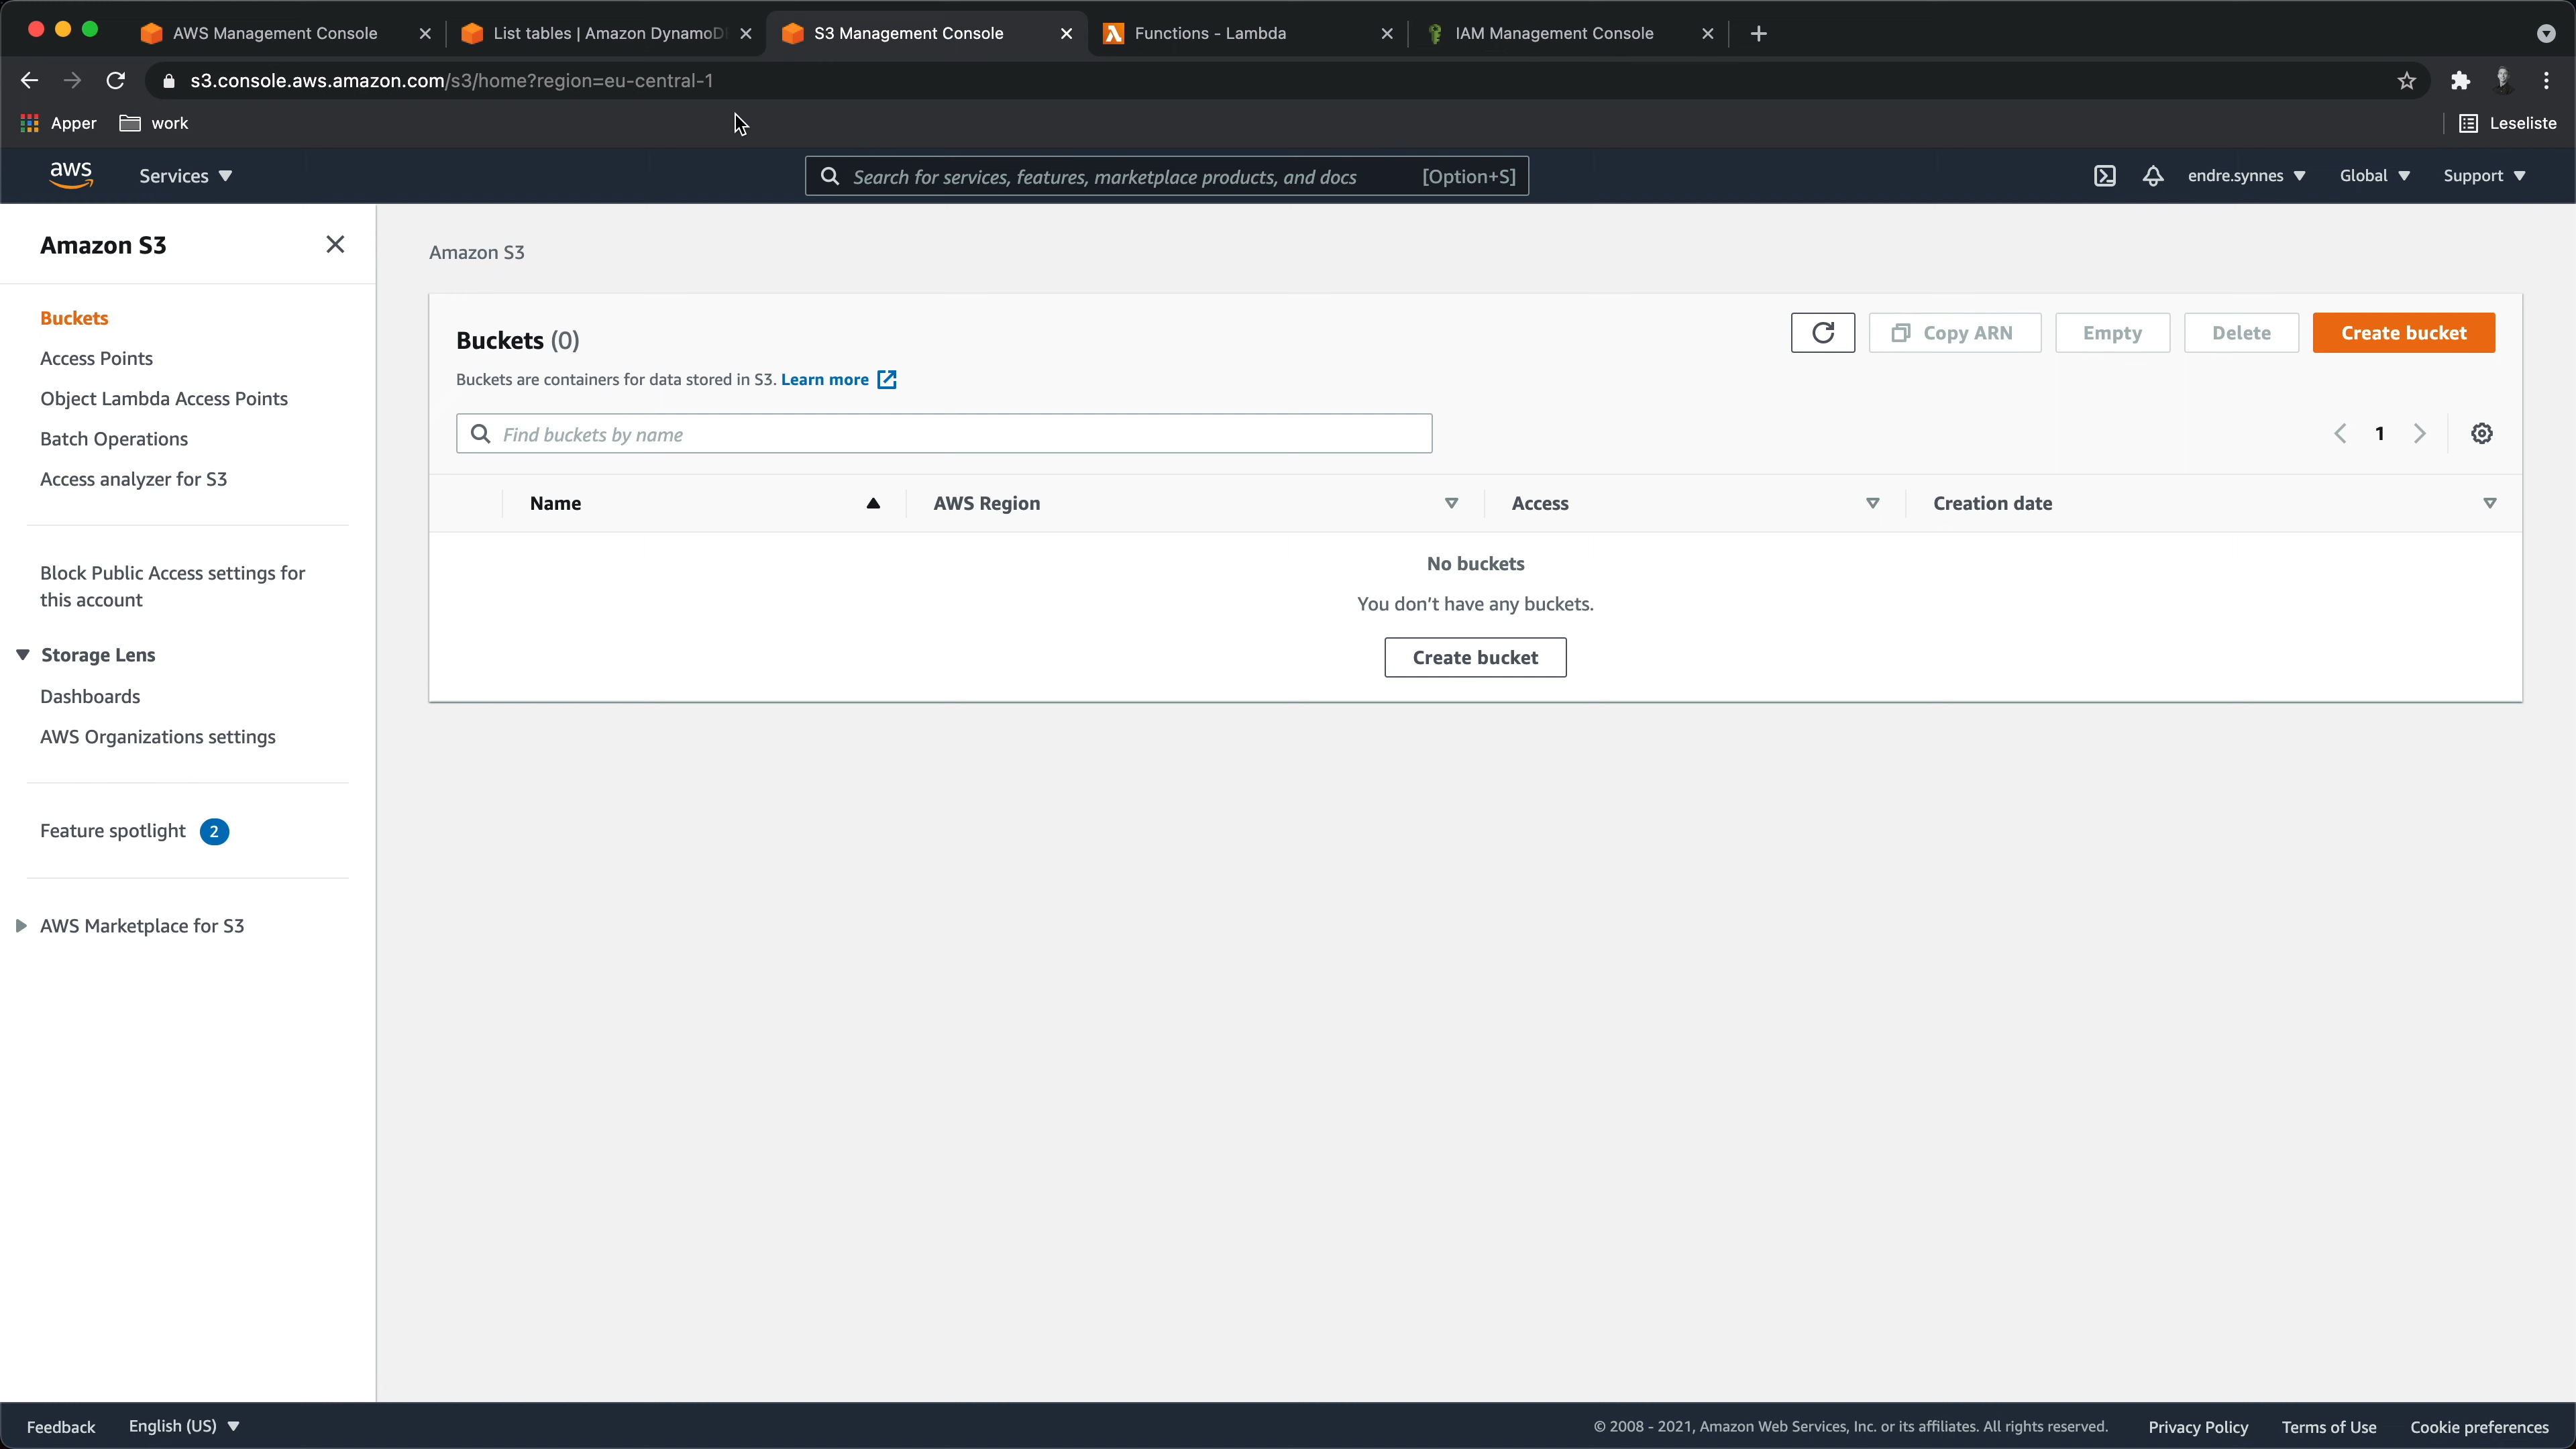 AWS Management Console
List tables | Amazon DynamoD
S3 Management Console
Functions - Lambda
IAM Management Console
s3.console.aws.amazon.com/s3/home?region=eu-central-1
Apper
work
Leseliste
aws
Services
Search for services, features, marketplace products, and docs
[Option+S]
endre.synnes
Global
Support
Amazon S3
Buckets
Access Points
Object Lambda Access Points
Batch Operations
Access analyzer for S3
Block Public Access settings for
this account
Storage Lens
Dashboards
AWS Organizations settings
Feature spotlight 2
AWS Marketplace for S3
Amazon S3
Buckets (0)
Copy ARN
Empty
Delete
Create bucket
Buckets are containers for data stored in S3. Learn more
Find buckets by name
1
Name
AWS Region
Access
Creation date
No buckets
You don't have any buckets.
Create bucket
Feedback
English (US)
© 2008 - 2021, Amazon Web Services, Inc. or its affiliates. All rights reserved.
Privacy Policy
Terms of Use
Cookie preferences